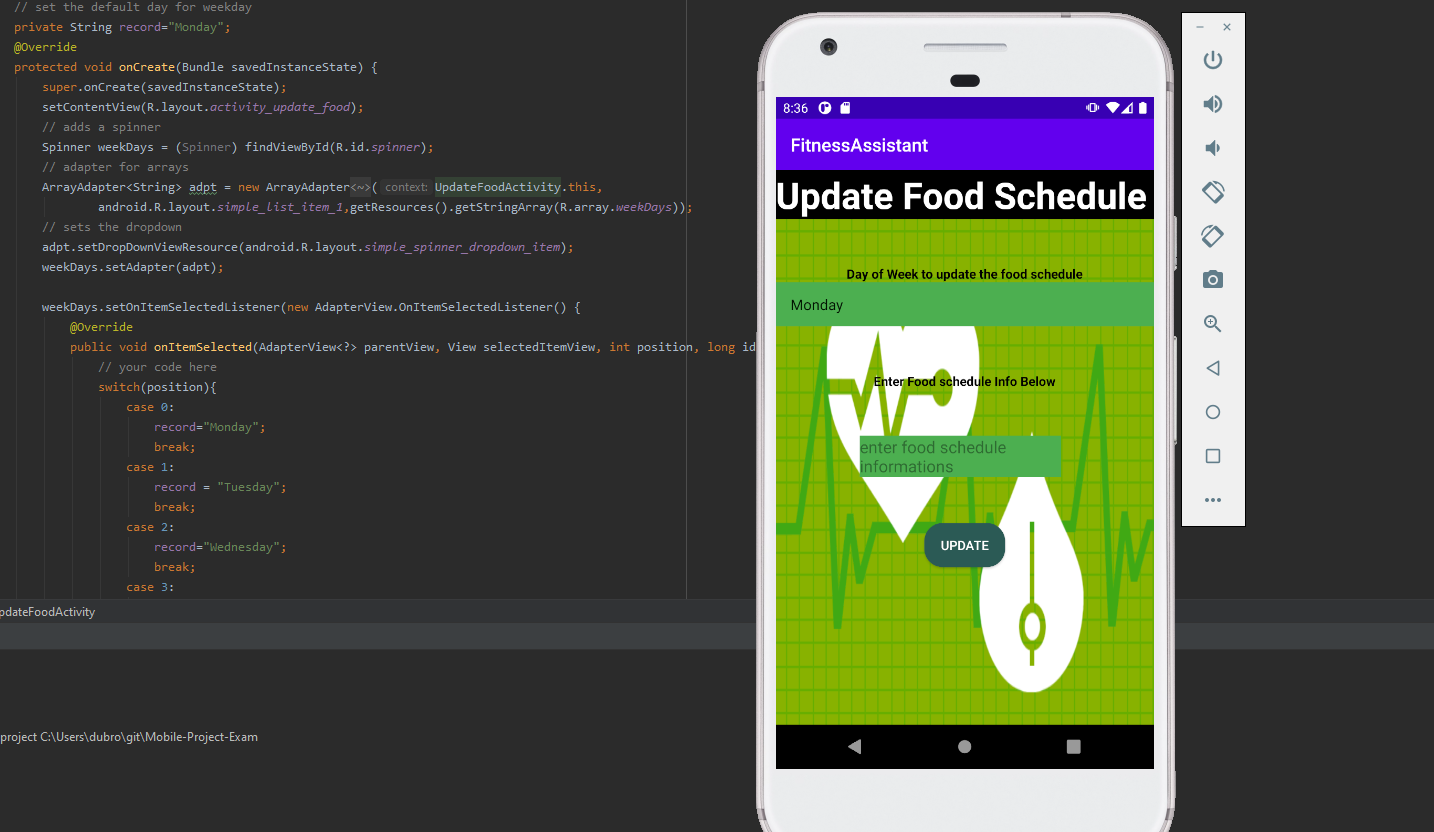 // set the default day for weekday
private String record="Monday";
@Override
protected void onCreate(Bundle savedInstanceState) {
super.onCreate(savedInstanceState);
setContentView(R.layout.activity_update_food);
// adds a spinner
Spinner weekDays = (Spinner) findViewById(R.id.spinner);
// adapter for arrays
ArrayAdapter<String> adpt = new ArrayAdapter<~>( context: UpdateFoodActivity.this,
android.R.layout.simple_list_item_1,getResources().getStringArray(R.array.weekDays));
// sets the dropdown
adpt.setDropDownViewResource(android.R.layout.simple_spinner_dropdown_item);
weekDays.setAdapter(adpt);
weekDays.setOnItemSelectedListener(new AdapterView.OnItemSelectedListener() {
@Override
public void onItemSelected(AdapterView<?> parentView, View selectedItemView, int position, long id
// your code here
switch(position){
case 0:
record="Monday";
break;
case 1:
record = "Tuesday";
break;
case 2:
record="Wednesday";
break;
case 3:
pdateFoodActivity
project C:\Users\dubro\git\Mobile-Project-Exam
8:36
FitnessAssistant
Update Food Schedule
Day of Week to update the food schedule
Monday
Enter Food schedule Info Below
enter food schedule
informations
UPDATE